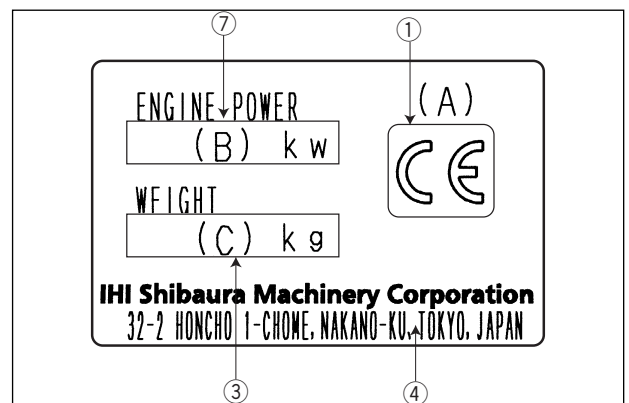 ⑦ ①
ENGINE POWER (A)
(B) kw CE
WEIGHT
(C) kg
IHI Shibaura Machinery Corporation
32-2 HONCHO 1-CHOME, NAKANO-KU, TOKYO, JAPAN
③ ④